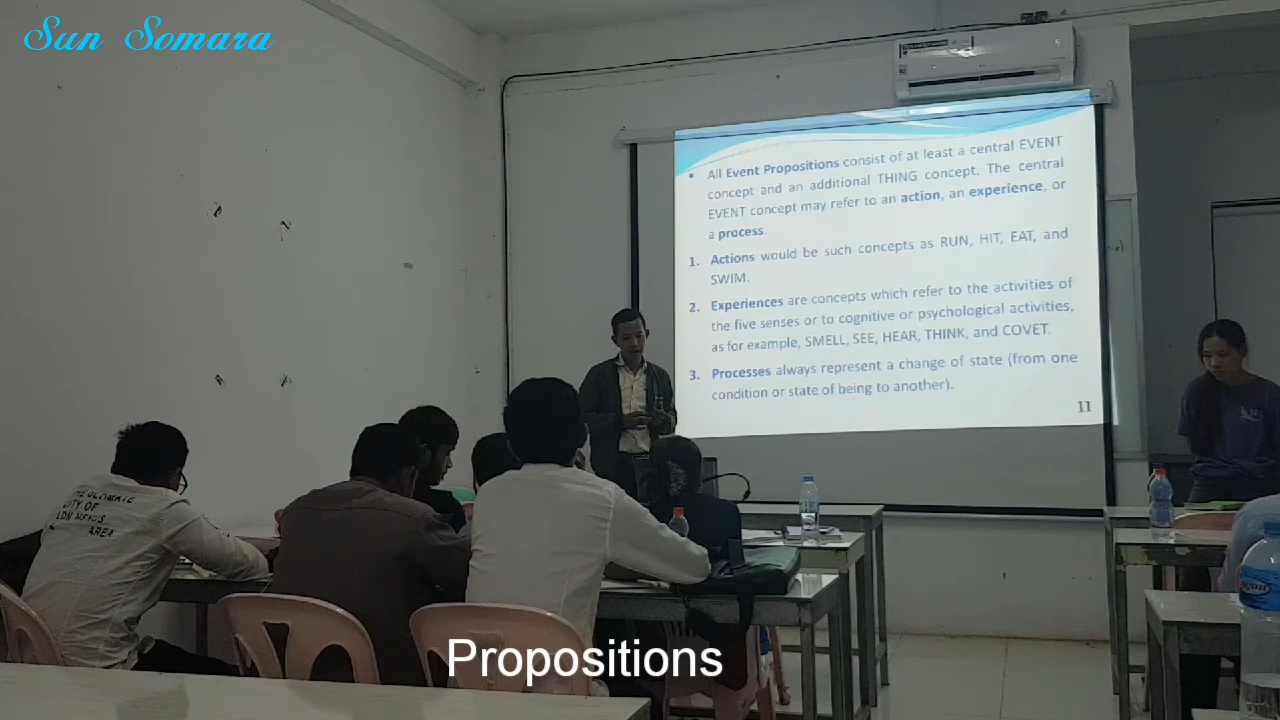 Sun Somara
▪ All Event Propositions consist of at least a central EVENT
concept and an additional THING concept. The central
EVENT concept may refer to an action, an experience, or
a process.
1. Actions would be such concepts as RUN, HIT, EAT, and
SWIM.
2. Experiences are concepts which refer to the activities of
the five senses or to cognitive or psychological activities,
as for example, SMELL, SEE, HEAR, THINK, and COVET.
3. Processes always represent a change of state (from one
condition or state of being to another).
11
CITY OF
AREA
Propositions